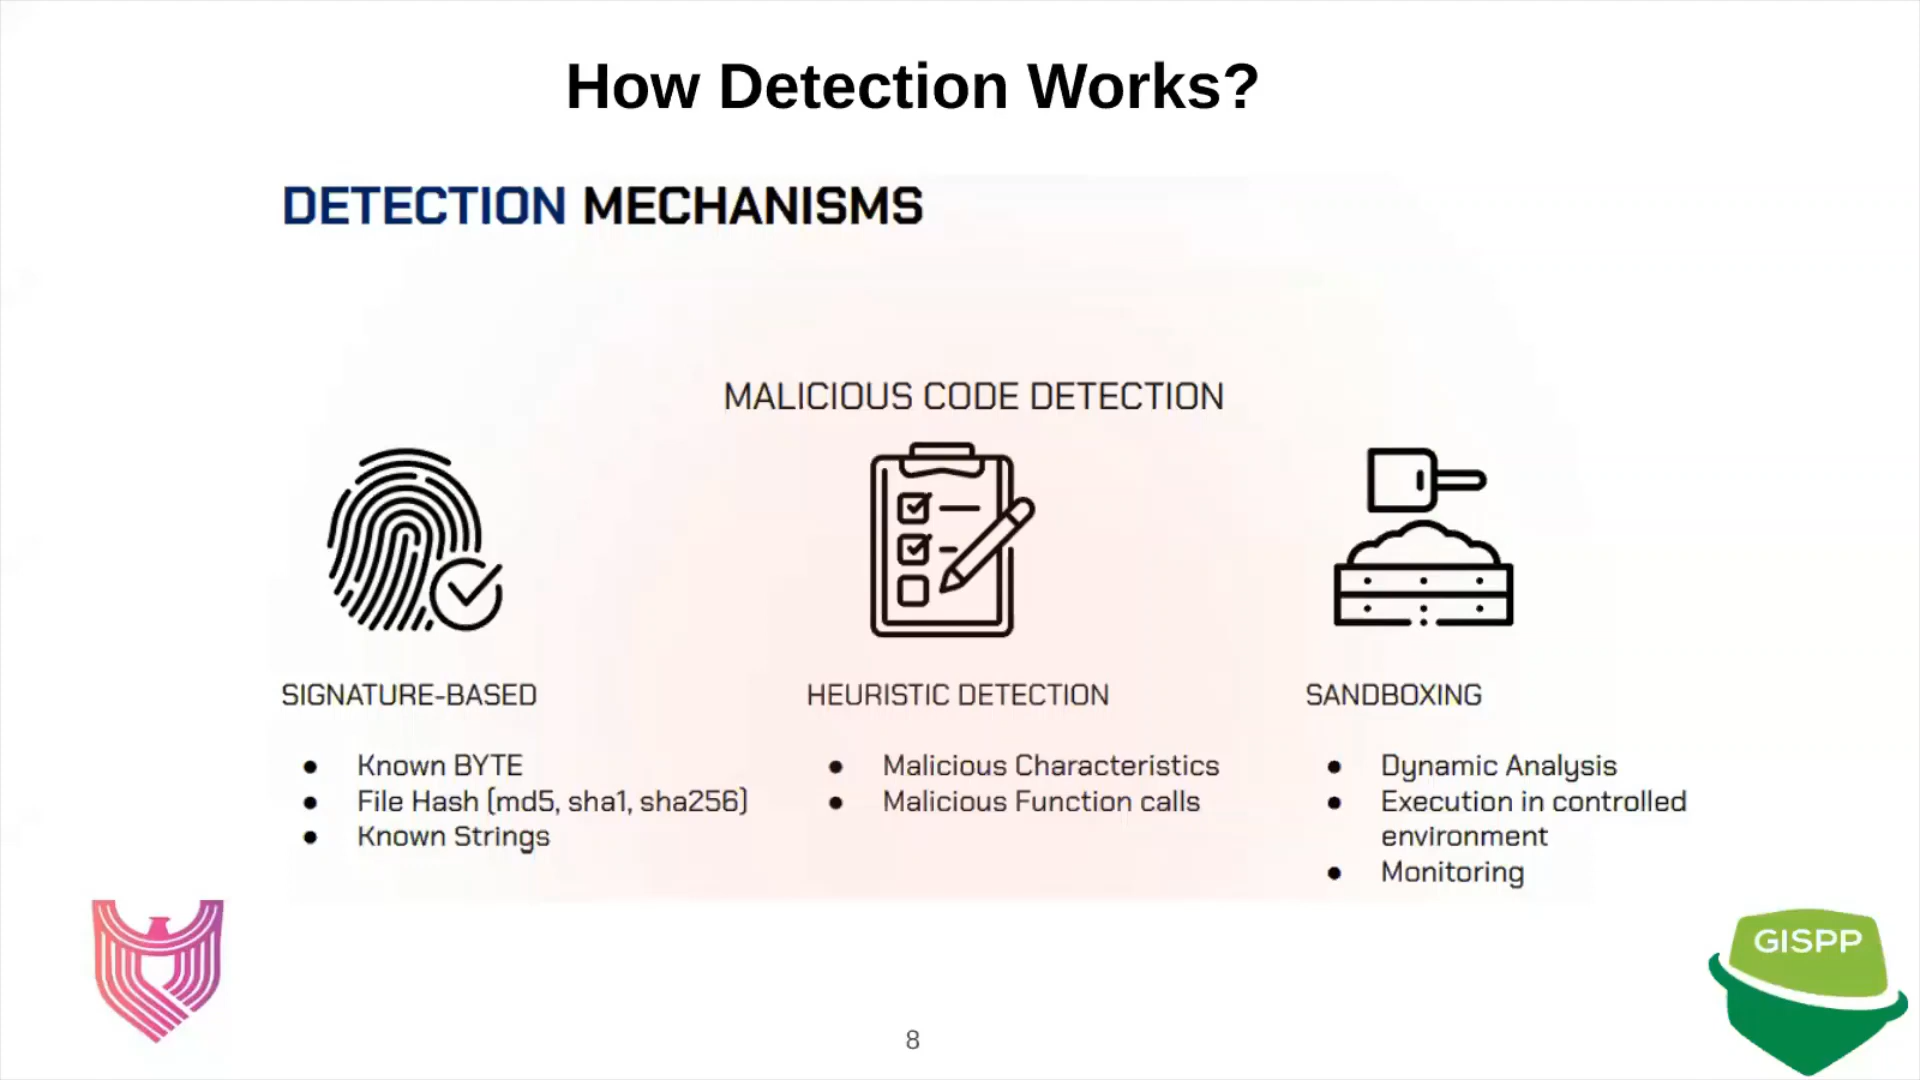 How Detection Works?
DETECTION MECHANISMS
MALICIOUS CODE DETECTION
SIGNATURE-BASED
● Known BYTE
● File Hash (md5, sha1, sha256)
● Known Strings
HEURISTIC DETECTION
● Malicious Characteristics
● Malicious Function calls
SANDBOXING
● Dynamic Analysis
● Execution in controlled
environment
● Monitoring
GISPP
8